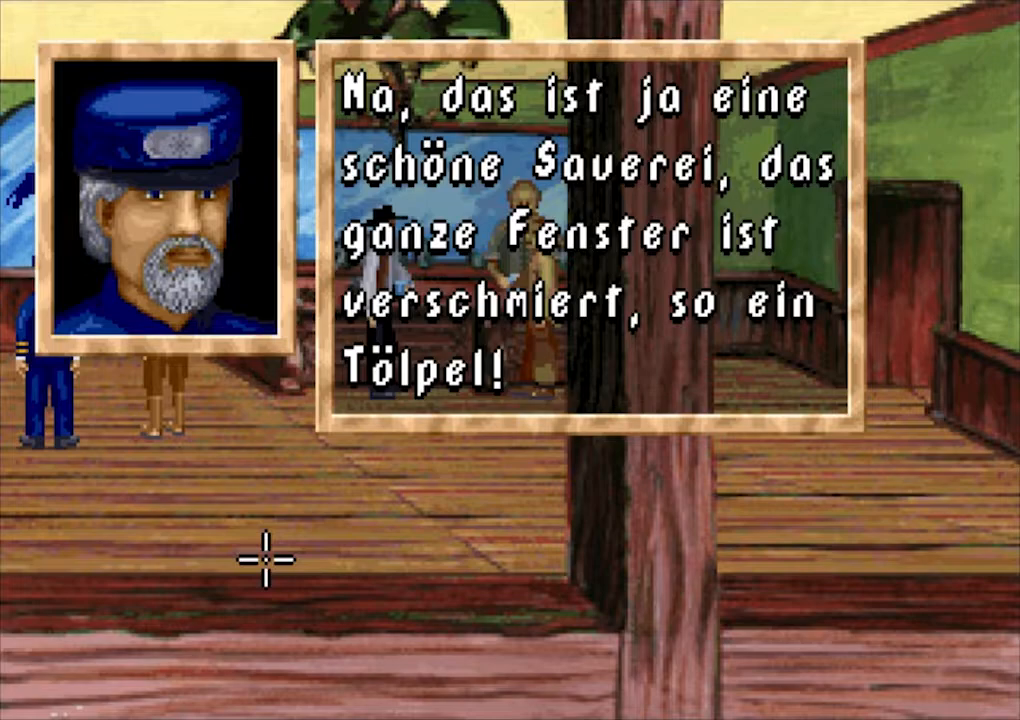 Na, das ist ja eine
schöne Sauerei, das
ganze Fenster ist
verschmiert, so ein
Tölpel!